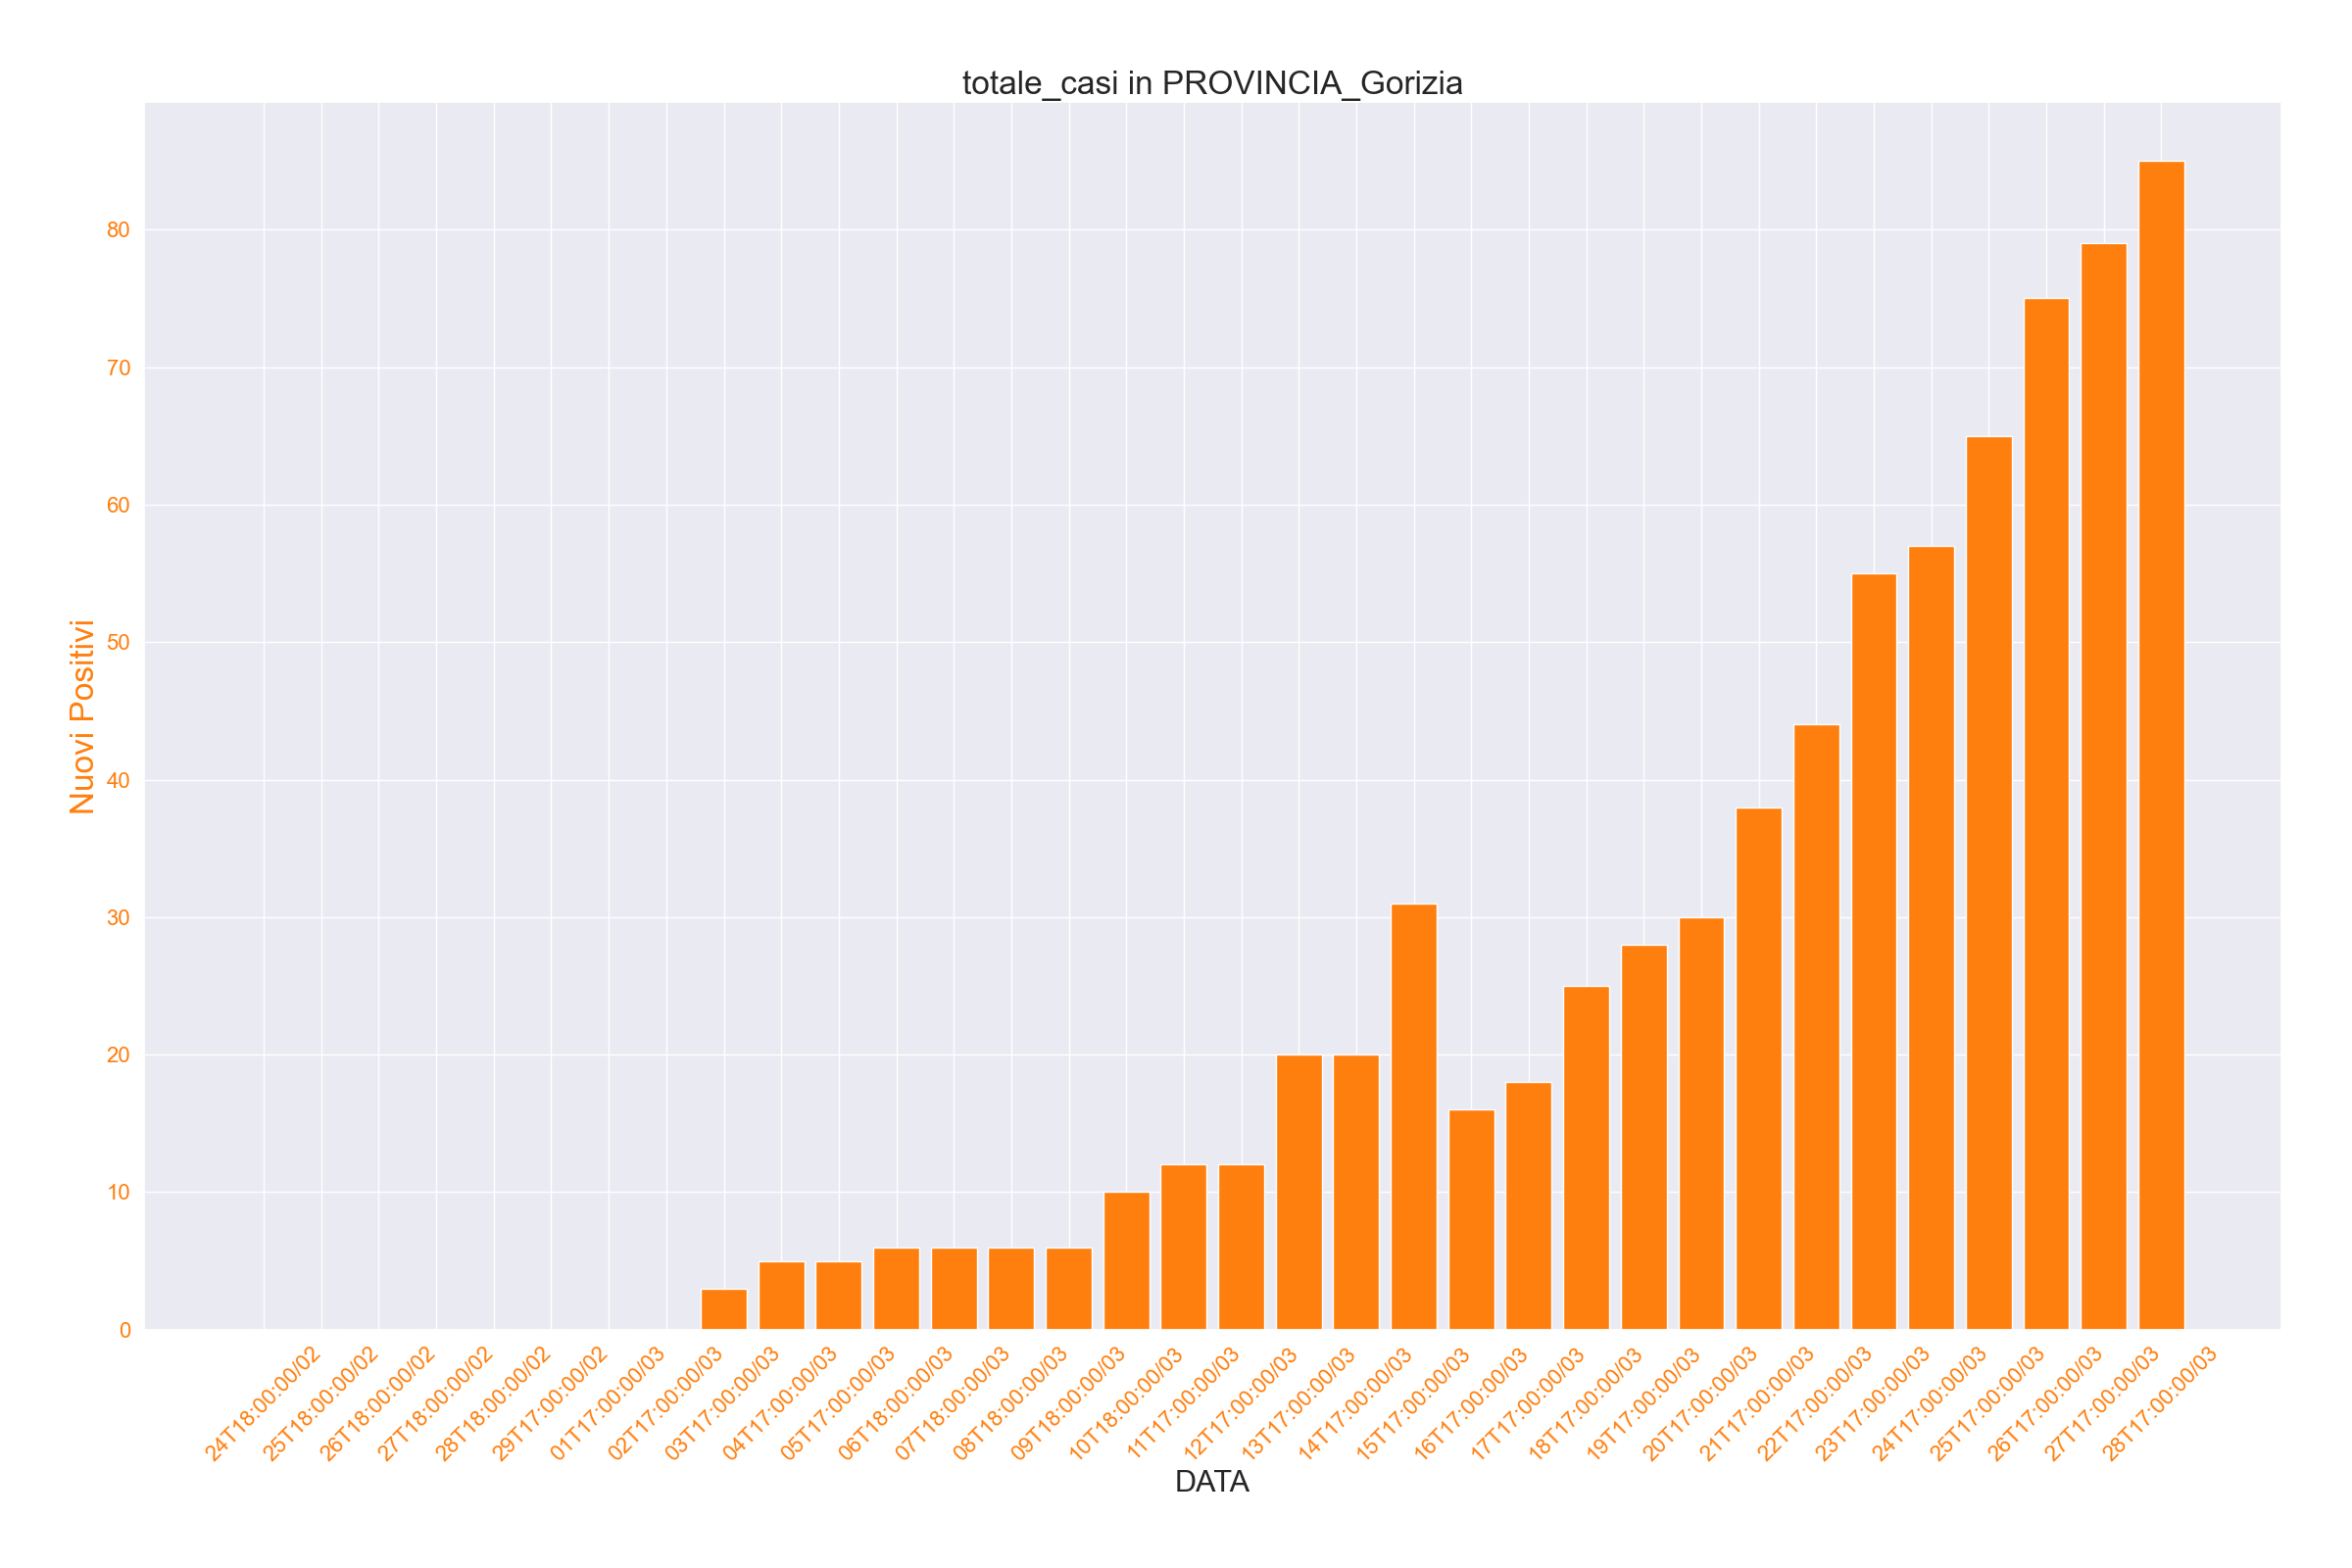 totale_casi in PROVINCIA_Gorizia
80
70
60
50
40
30
20
10
0
Nuovi Positivi
24T18:00:00/02
25T18:00:00/02
26T18:00:00/02
27T18:00:00/02
28T18:00:00/02
29T17:00:00/02
01T17:00:00/03
02T17:00:00/03
03T17:00:00/03
04T17:00:00/03
05T17:00:00/03
06T18:00:00/03
07T18:00:00/03
08T18:00:00/03
09T18:00:00/03
10T18:00:00/03
11T17:00:00/03
12T17:00:00/03
13T17:00:00/03
14T17:00:00/03
15T17:00:00/03
16T17:00:00/03
17T17:00:00/03
18T17:00:00/03
19T17:00:00/03
20T17:00:00/03
21T17:00:00/03
22T17:00:00/03
23T17:00:00/03
24T17:00:00/03
25T17:00:00/03
26T17:00:00/03
27T17:00:00/03
28T17:00:00/03
DATA